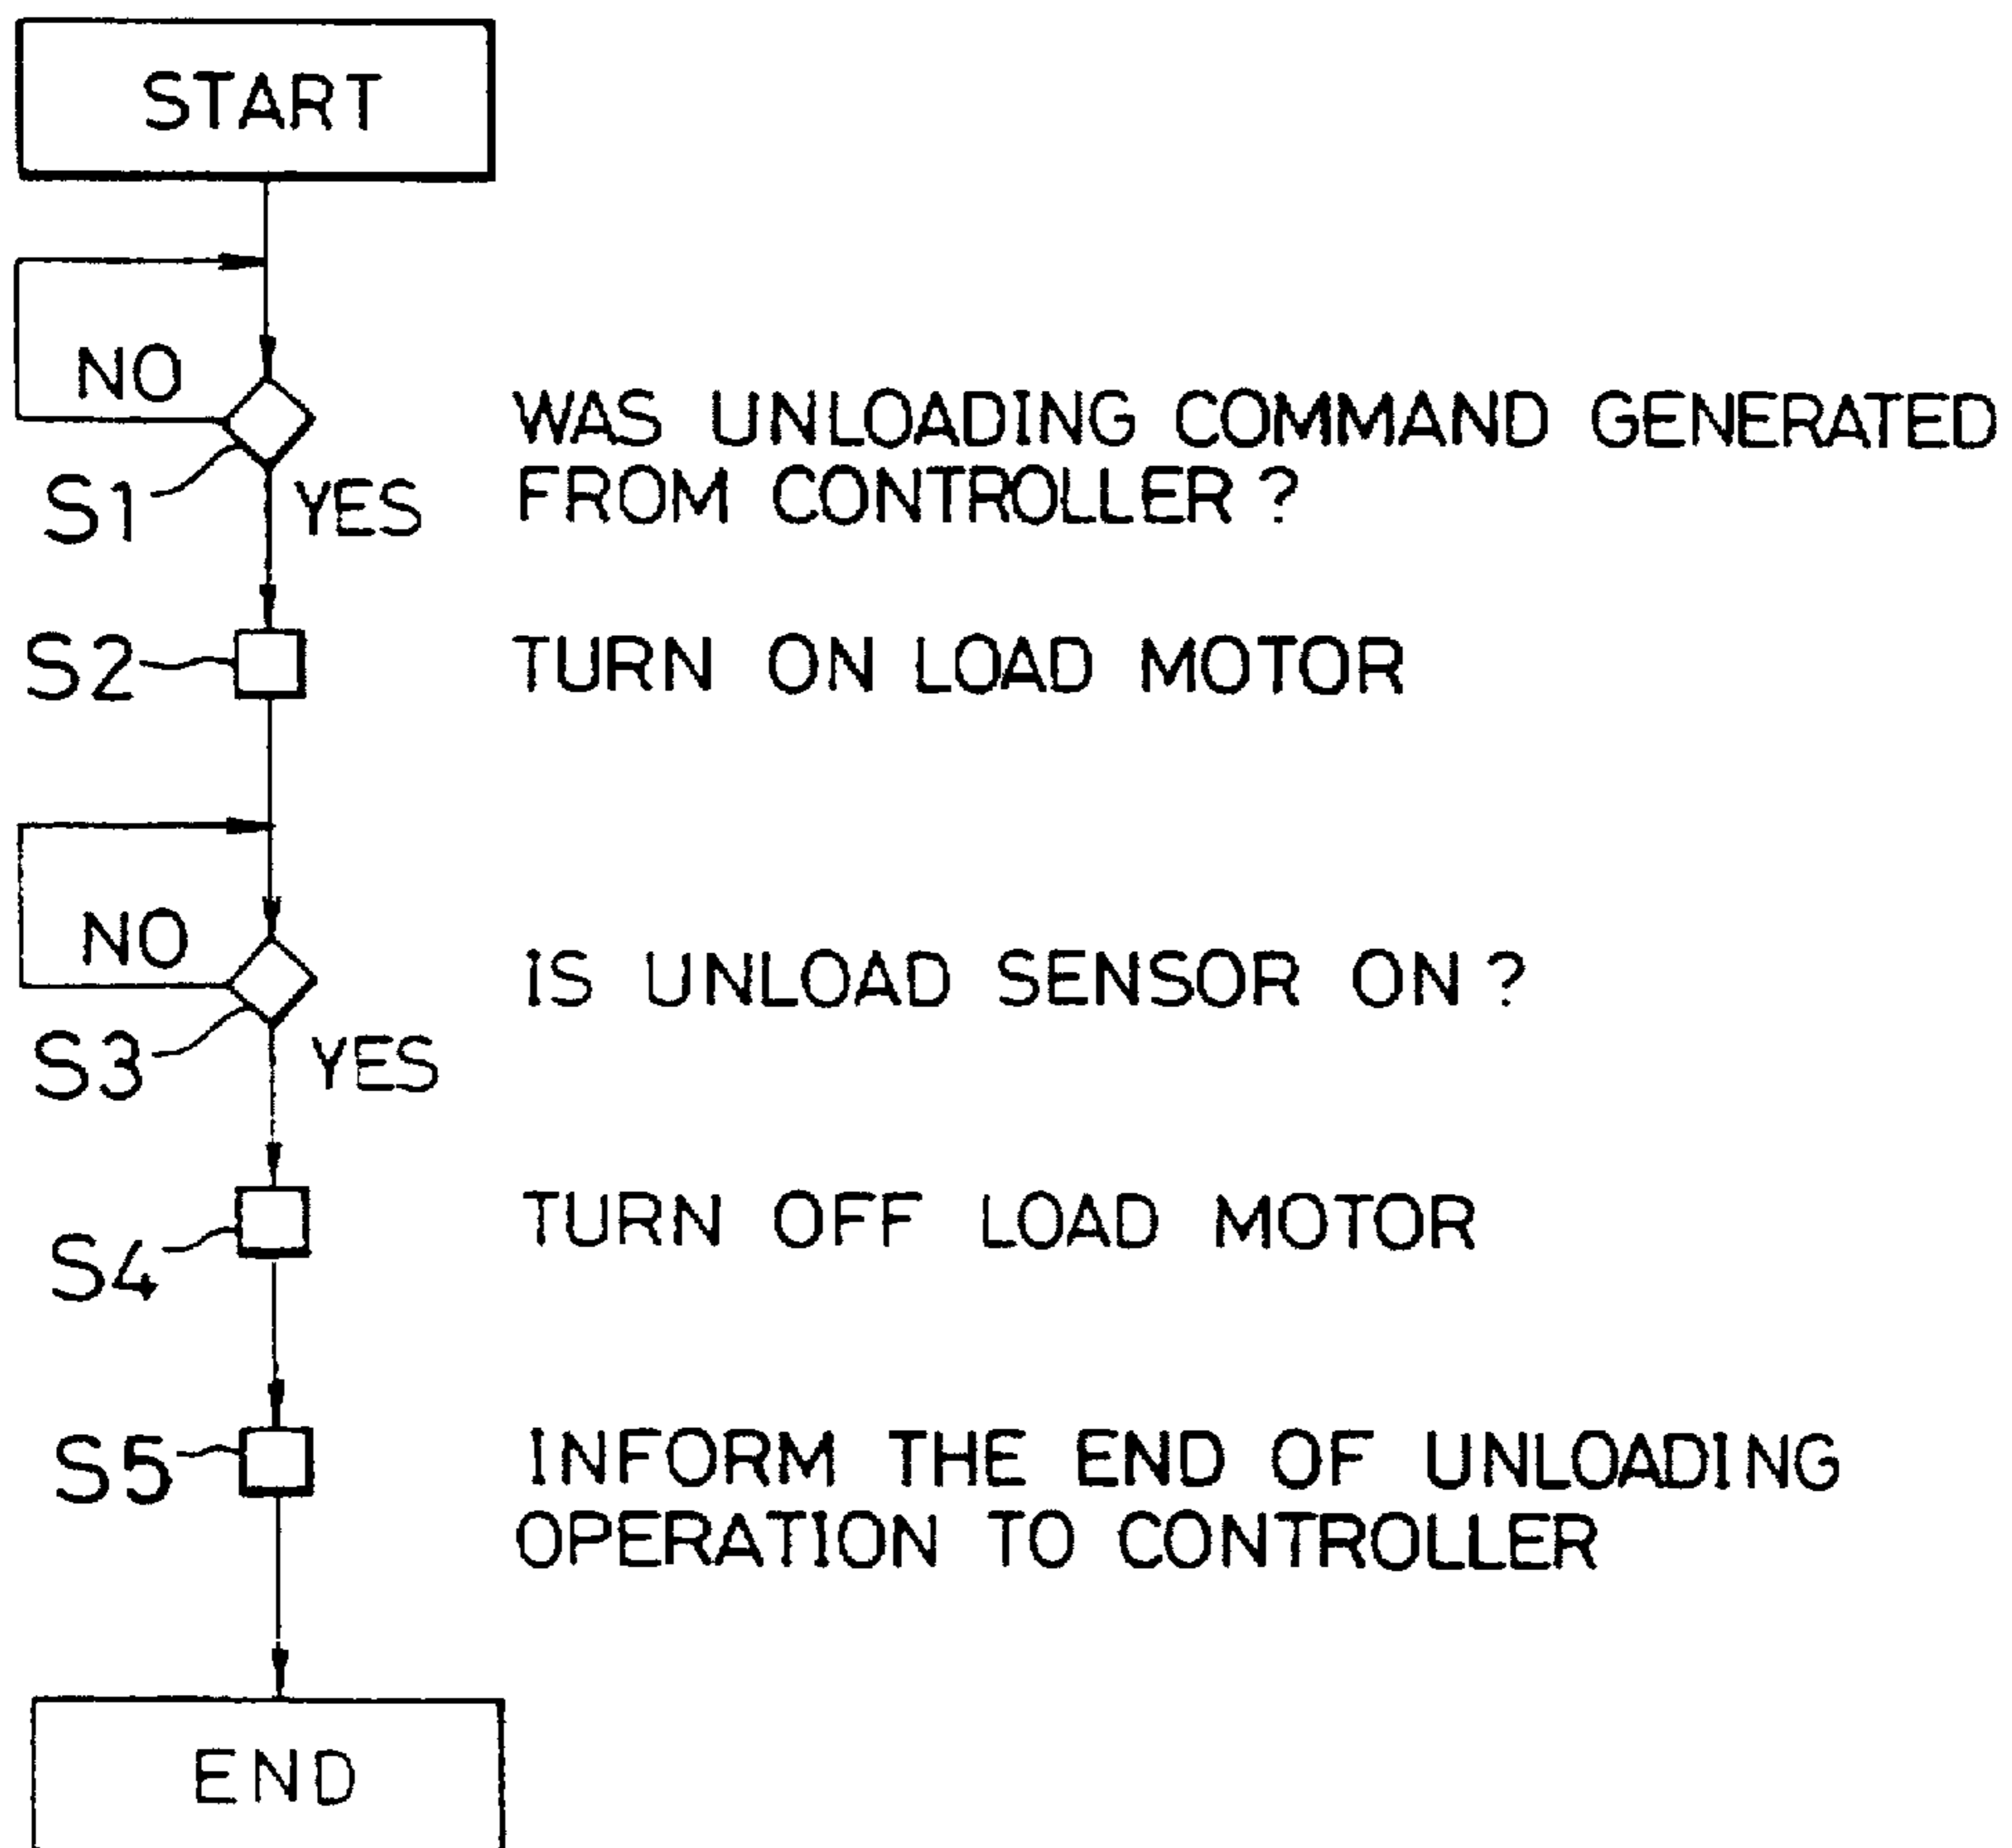 START
NO
WAS UNLOADING COMMAND GENERATED
FROM CONTROLLER ?
S1
YES
S2
TURN ON LOAD MOTOR
NO
IS UNLOAD SENSOR ON ?
S3
YES
S4
TURN OFF LOAD MOTOR
S5
INFORM THE END OF UNLOADING
OPERATION TO CONTROLLER
END